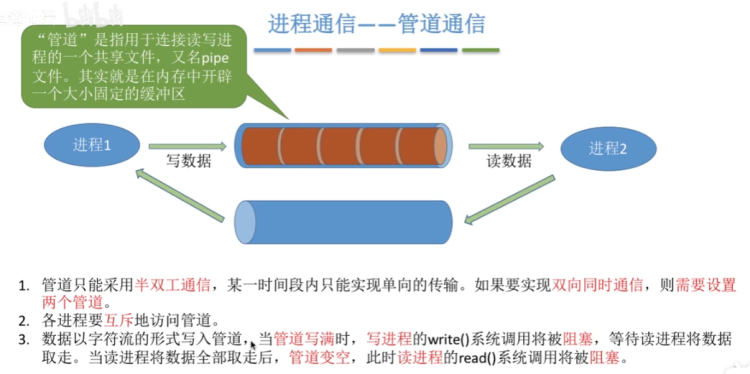 bilibili
进程通信——管道通信
“管道”是指用于连接读写进
程的一个共享文件，又名pipe
文件。其实就是在内存中开辟
一个大小固定的缓冲区
进程1
写数据
读数据
进程2
1. 管道只能采用半双工通信，某一时间段内只能实现单向的传输。如果要实现双向同时通信，则需要设置
两个管道。
2. 各进程要互斥地访问管道。
3. 数据以字符流的形式写入管道，当管道写满时，写进程的write()系统调用将被阻塞，等待读进程将数据
取走。当读进程将数据全部取走后，管道变空，此时读进程的read()系统调用将被阻塞。